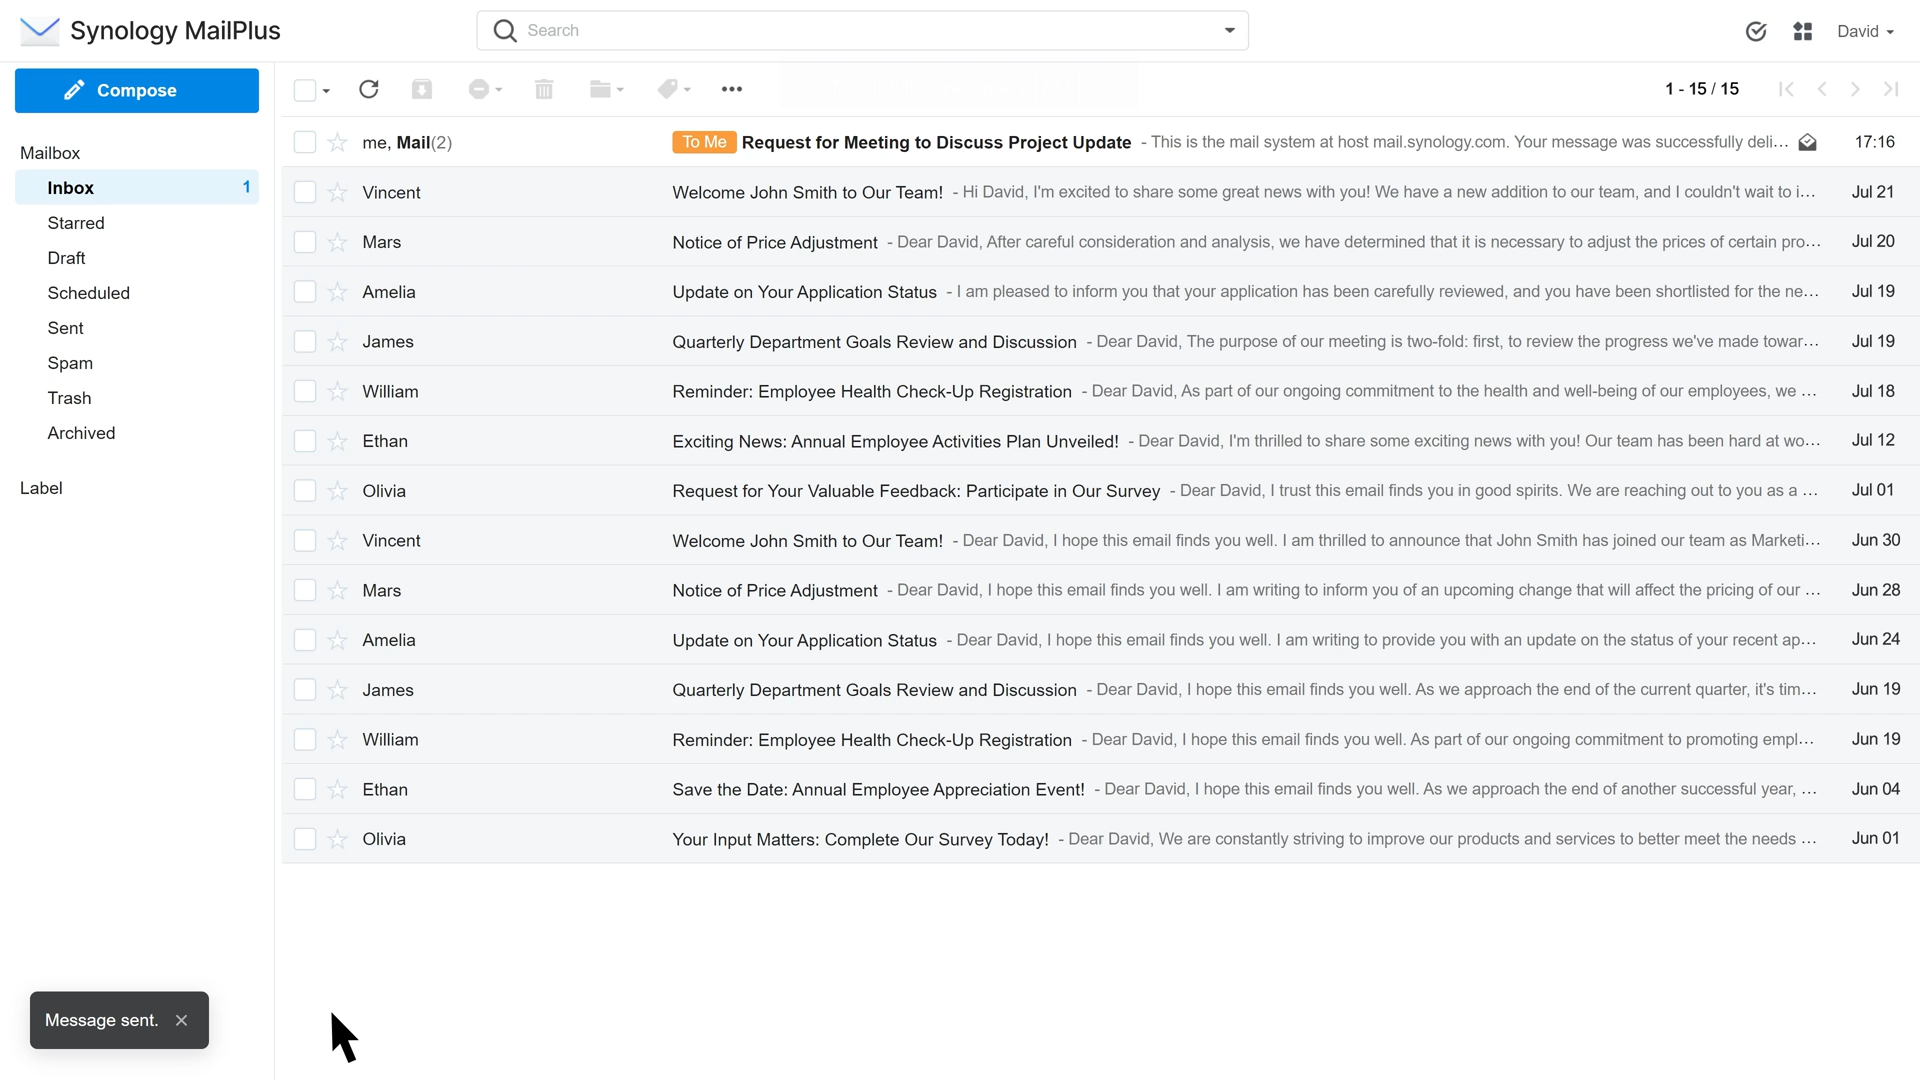 Synology MailPlus
Search
David
Compose
1 - 15 / 15
Mailbox
Inbox 1
Starred
Draft
Scheduled
Sent
Spam
Trash
Archived
Label
me, Mail(2) To Me Request for Meeting to Discuss Project Update - This is the mail system at host mail.synology.com. Your message was successfully deli... 17:16
Vincent Welcome John Smith to Our Team! - Hi David, I'm excited to share some great news with you! We have a new addition to our team, and I couldn't wait to i... Jul 21
Mars Notice of Price Adjustment - Dear David, After careful consideration and analysis, we have determined that it is necessary to adjust the prices of certain pro... Jul 20
Amelia Update on Your Application Status - I am pleased to inform you that your application has been carefully reviewed, and you have been shortlisted for the ne... Jul 19
James Quarterly Department Goals Review and Discussion - Dear David, The purpose of our meeting is two-fold: first, to review the progress we've made towar... Jul 19
William Reminder: Employee Health Check-Up Registration - Dear David, As part of our ongoing commitment to the health and well-being of our employees, we ... Jul 18
Ethan Exciting News: Annual Employee Activities Plan Unveiled! - Dear David, I'm thrilled to share some exciting news with you! Our team has been hard at wo... Jul 12
Olivia Request for Your Valuable Feedback: Participate in Our Survey - Dear David, I trust this email finds you in good spirits. We are reaching out to you as a ... Jul 01
Vincent Welcome John Smith to Our Team! - Dear David, I hope this email finds you well. I am thrilled to announce that John Smith has joined our team as Marketi... Jun 30
Mars Notice of Price Adjustment - Dear David, I hope this email finds you well. I am writing to inform you of an upcoming change that will affect the pricing of our ... Jun 28
Amelia Update on Your Application Status - Dear David, I hope this email finds you well. I am writing to provide you with an update on the status of your recent ap... Jun 24
James Quarterly Department Goals Review and Discussion - Dear David, I hope this email finds you well. As we approach the end of the current quarter, it's tim... Jun 19
William Reminder: Employee Health Check-Up Registration - Dear David, I hope this email finds you well. As part of our ongoing commitment to promoting empl... Jun 19
Ethan Save the Date: Annual Employee Appreciation Event! - Dear David, I hope this email finds you well. As we approach the end of another successful year, ... Jun 04
Olivia Your Input Matters: Complete Our Survey Today! - Dear David, We are constantly striving to improve our products and services to better meet the needs ... Jun 01
Message sent.